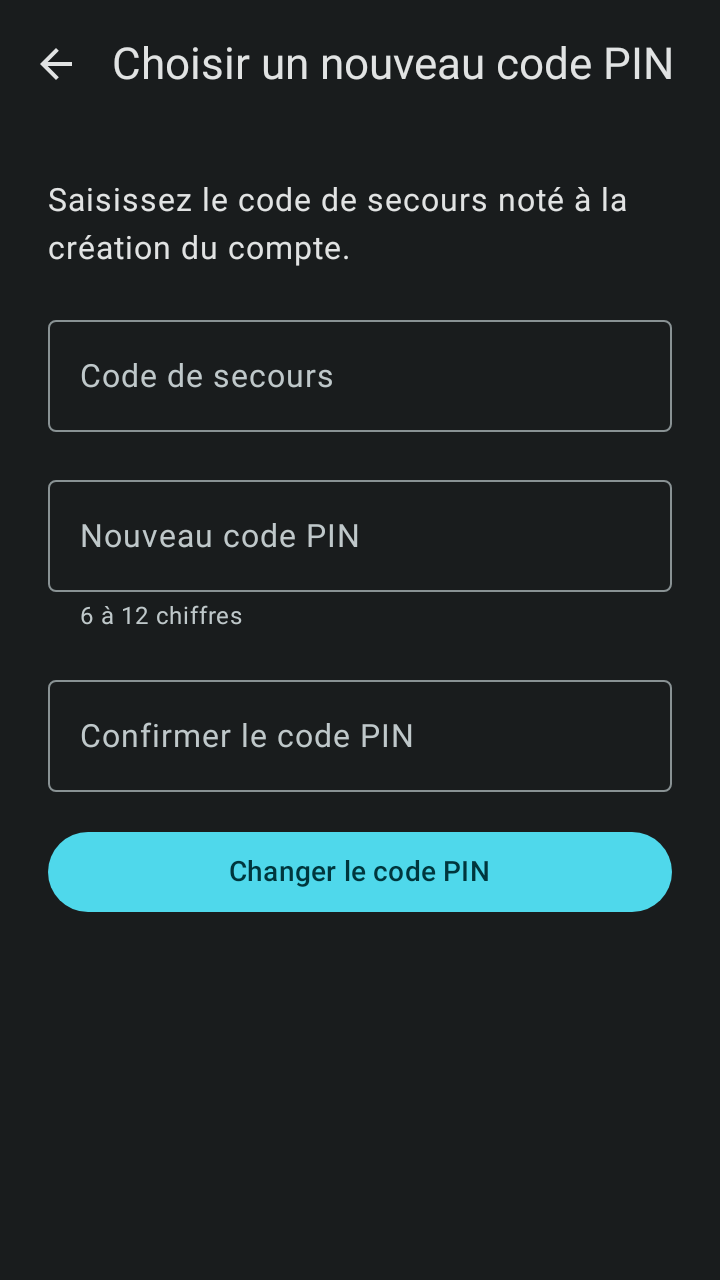 Choisir un nouveau code PIN
Saisissez le code de secours noté à la
création du compte.
Code de secours
Nouveau code PIN
6 à 12 chiffres
Confirmer le code PIN
Changer le code PIN